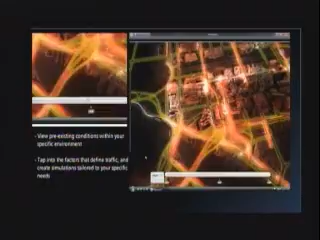 - View pre-existing conditions within your
specific environment
- Tap into the factors that define traffic, and
create simulations tailored to your specific
needs